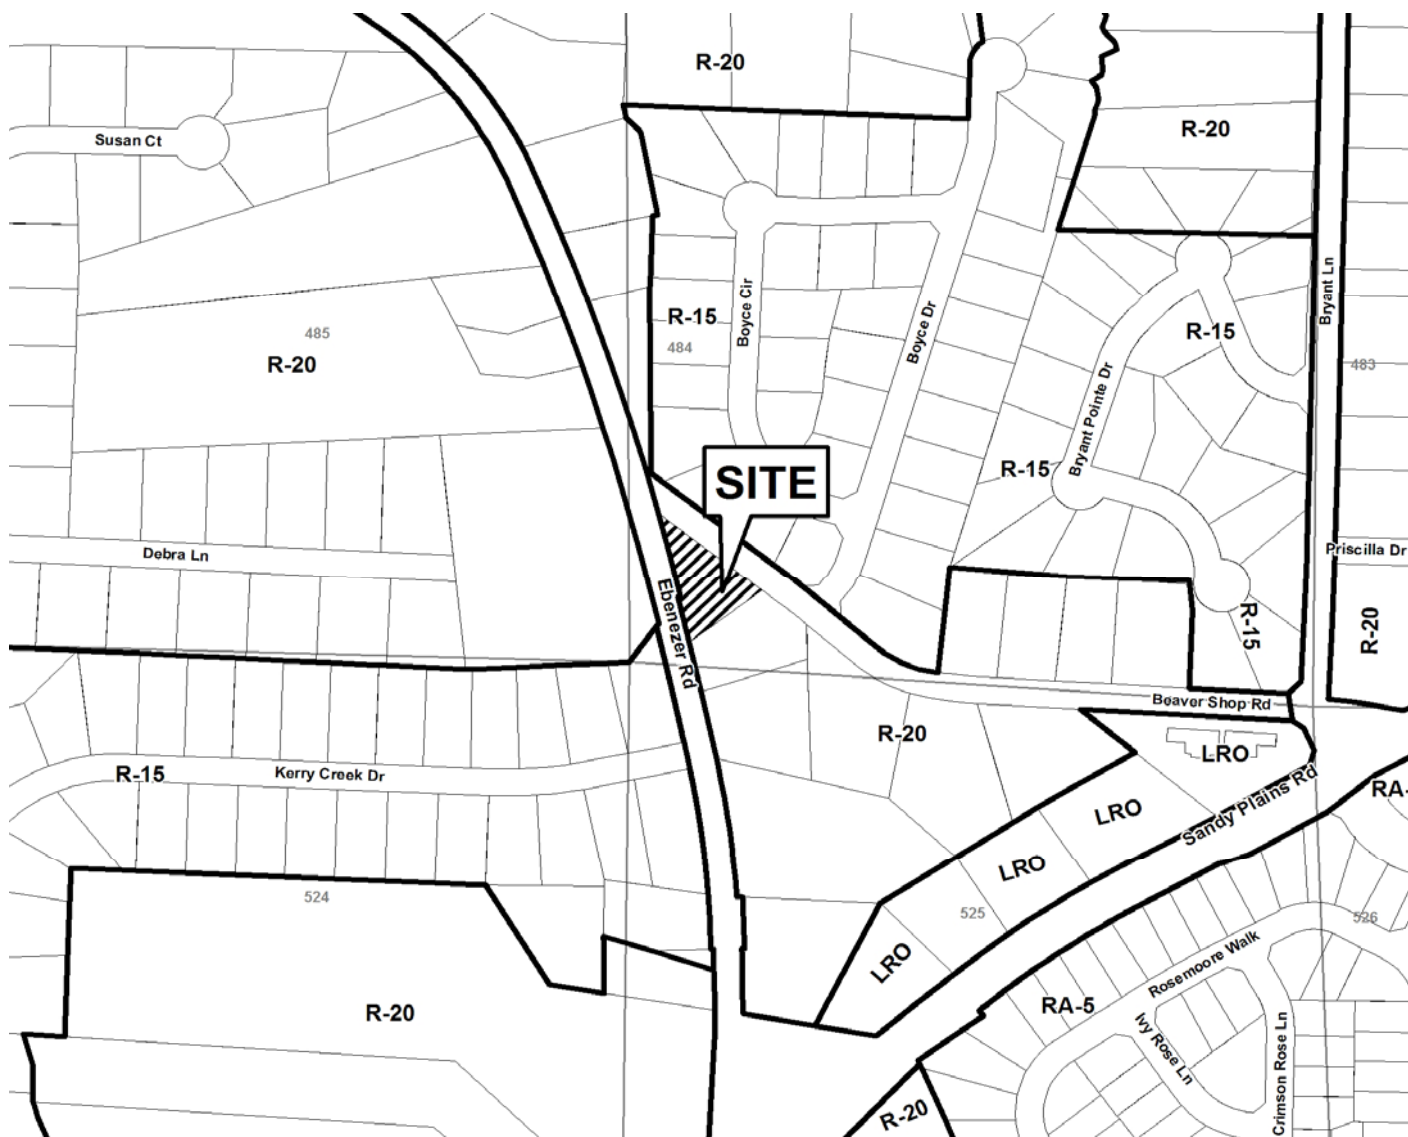 R-20
R-20
Susan Ct
Bryant Ln
Boyce Cir
R-15
484
Boyce Dr
R-15
485
R-20
483
Bryant Pointe Dr
R-15
SITE
Debra Ln
Priscilla Dr
Ebenezer Rd
R-15
R-20
Beaver Shop Rd
R-20
LRO
Kerry Creek Dr
R-15
RA-
Sandy Plains Rd
LRO
LRO
524
525
526
LRO
Rosemoore Walk
R-20
RA-5
Ivy Rose Ln
Crimson Rose Ln
R-20